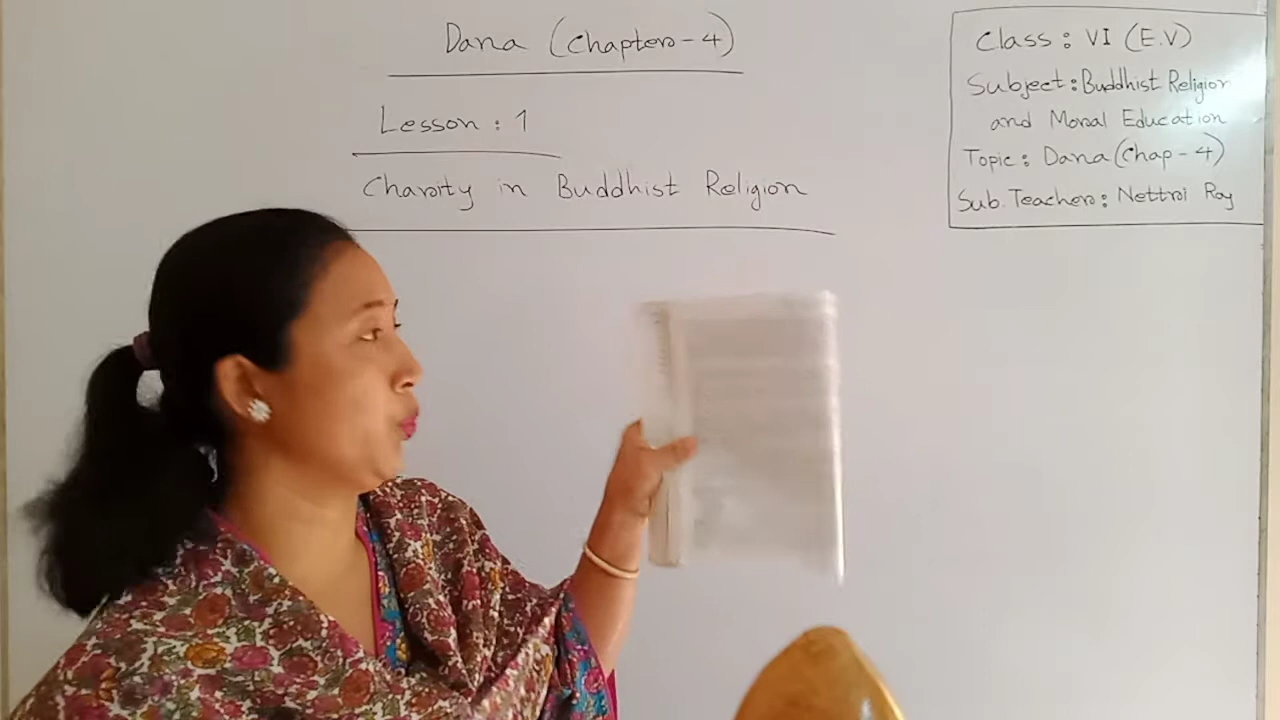 Dana (Chapter-4)
Lesson : 1
Charity in Buddhist Religion
Class : VI (E.V)
Subject : Buddhist Religion
and Moral Education
Topic : Dana (Chap-4)
Sub. Teacher : Nettroi Roy